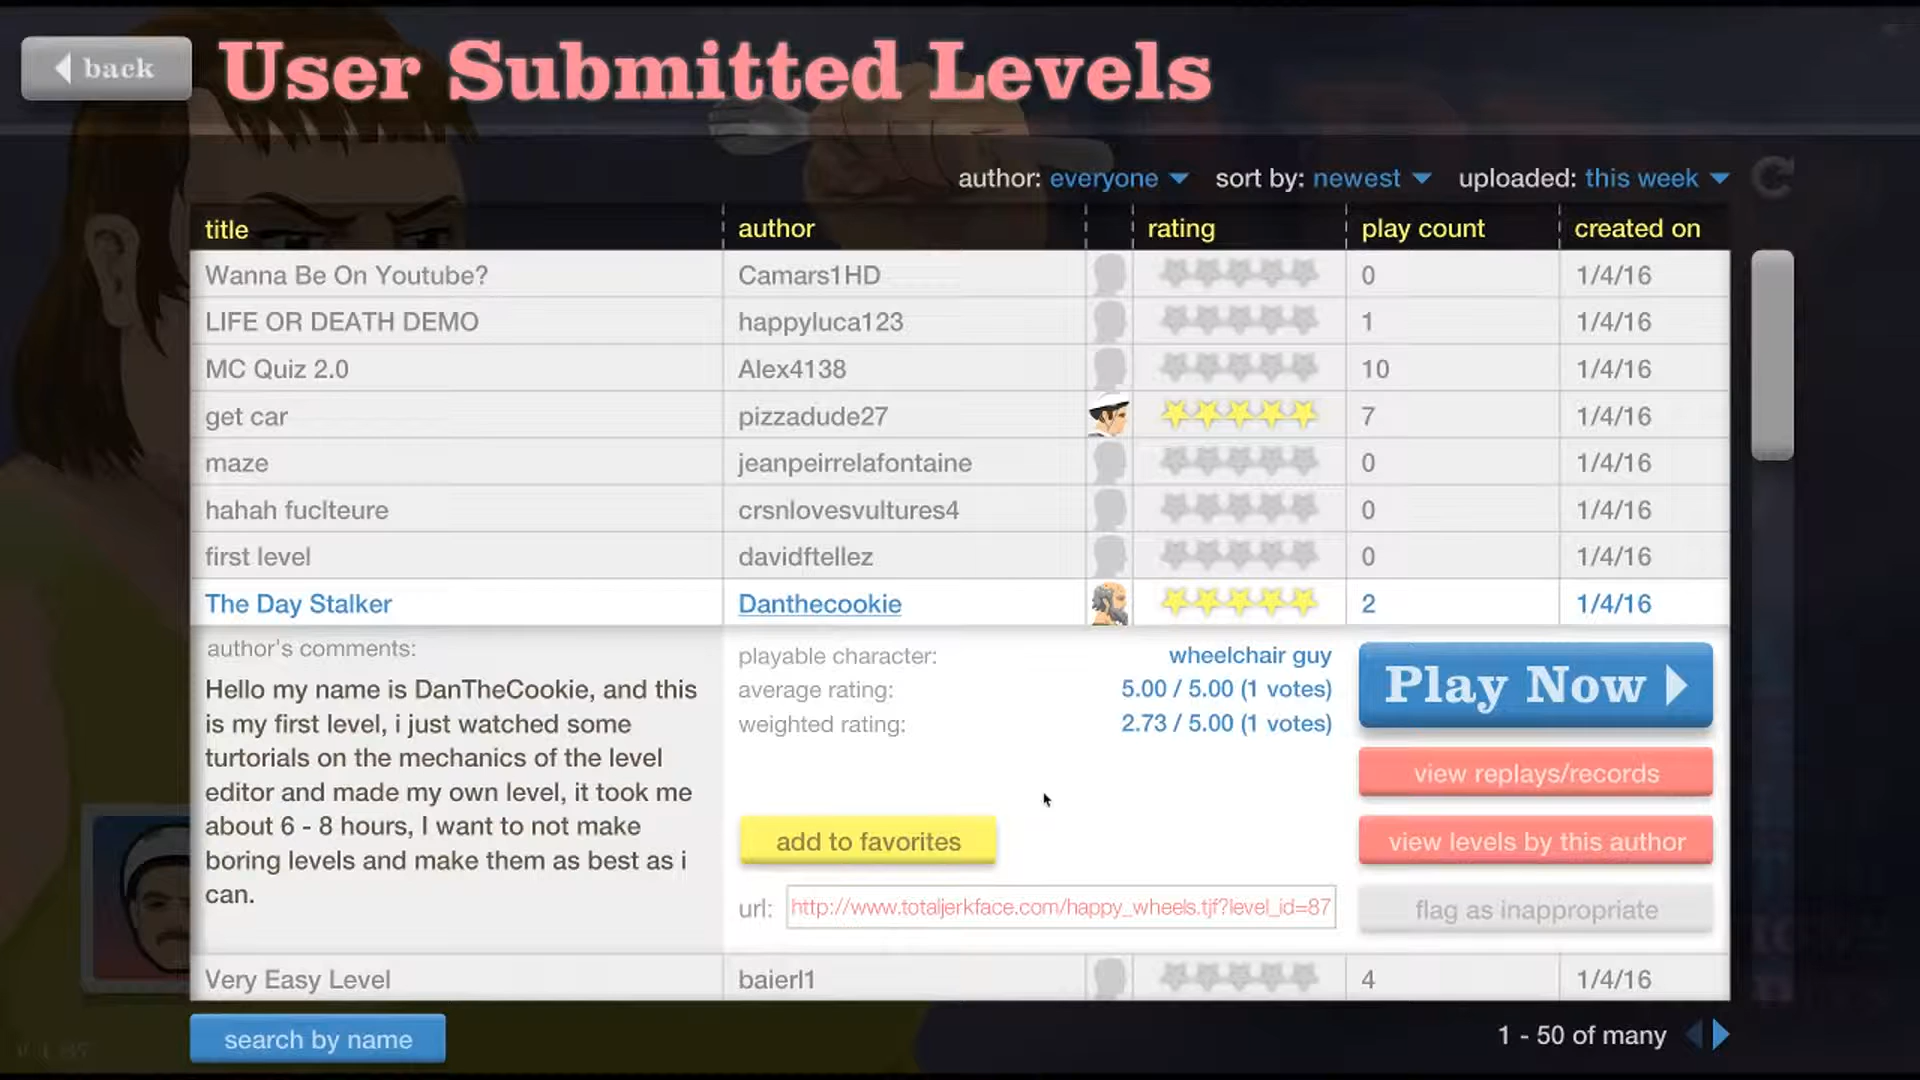 back
User Submitted Levels
author: everyone sort by: newest uploaded: this week
title author rating play count created on
Wanna Be On Youtube? Camars1HD 0 1/4/16
LIFE OR DEATH DEMO happyluca123 1 1/4/16
MC Quiz 2.0 Alex4138 10 1/4/16
get car pizzadude27 7 1/4/16
maze jeanpeirrelafontaine 0 1/4/16
hahah fuclteure crsnlovesvultures4 0 1/4/16
first level davidftellez 0 1/4/16
The Day Stalker Danthecookie 2 1/4/16
author's comments:
Hello my name is DanTheCookie, and this
is my first level, i just watched some
turtorials on the mechanics of the level
editor and made my own level, it took me
about 6 - 8 hours, I want to not make
boring levels and make them as best as i
can.
playable character: wheelchair guy
average rating: 5.00 / 5.00 (1 votes)
weighted rating: 2.73 / 5.00 (1 votes)
add to favorites
url: http://www.totaljerkface.com/happy_wheels.tjf?level_id=87
Play Now
view replays/records
view levels by this author
flag as inappropriate
Very Easy Level baierl1 4 1/4/16
search by name
1 - 50 of many